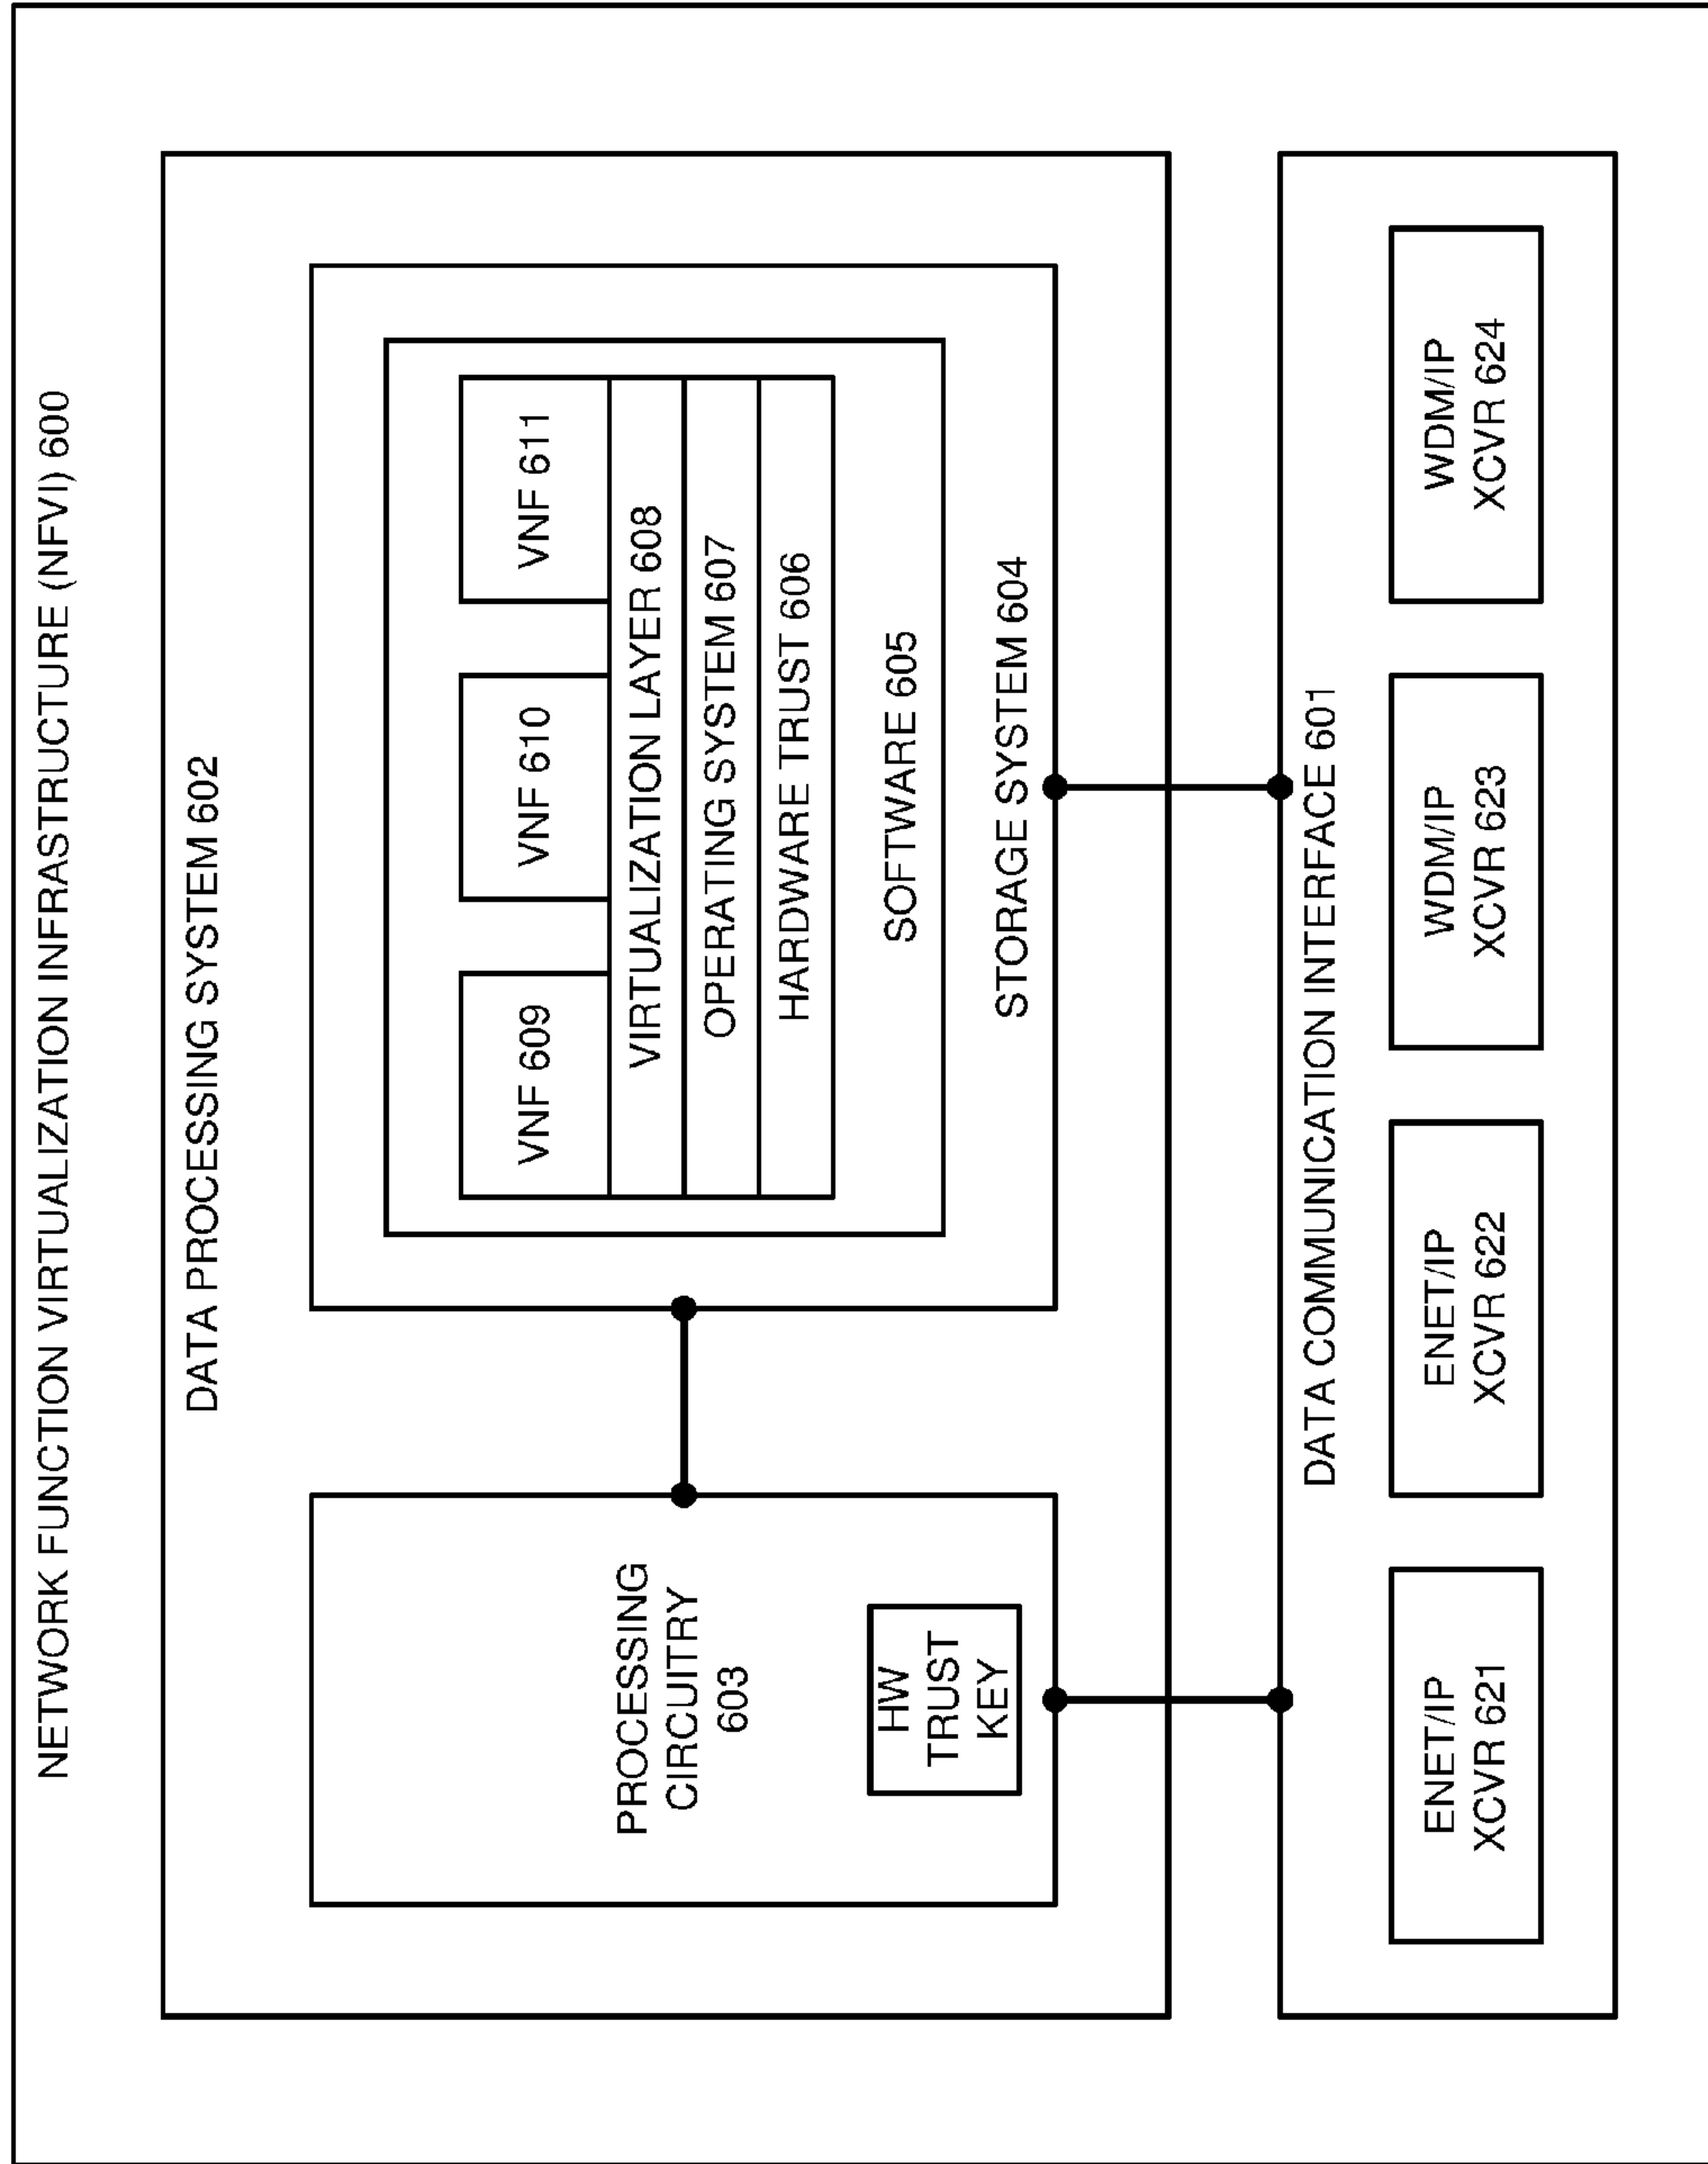 NETWORK FUNCTION VIRTUALIZATION INFRASTRUCTURE (NFVI) 600
DATA PROCESSING SYSTEM 602
PROCESSING
CIRCUITRY
603
HW
TRUST
KEY
VNF 609
VNF 610
VNF 611
VIRTUALIZATION LAYER 608
OPERATING SYSTEM 607
HARDWARE TRUST 606
SOFTWARE 605
STORAGE SYSTEM 604
DATA COMMUNICATION INTERFACE 601
ENET/IP
XCVR 621
ENET/IP
XCVR 622
WDM/IP
XCVR 623
WDM/IP
XCVR 624